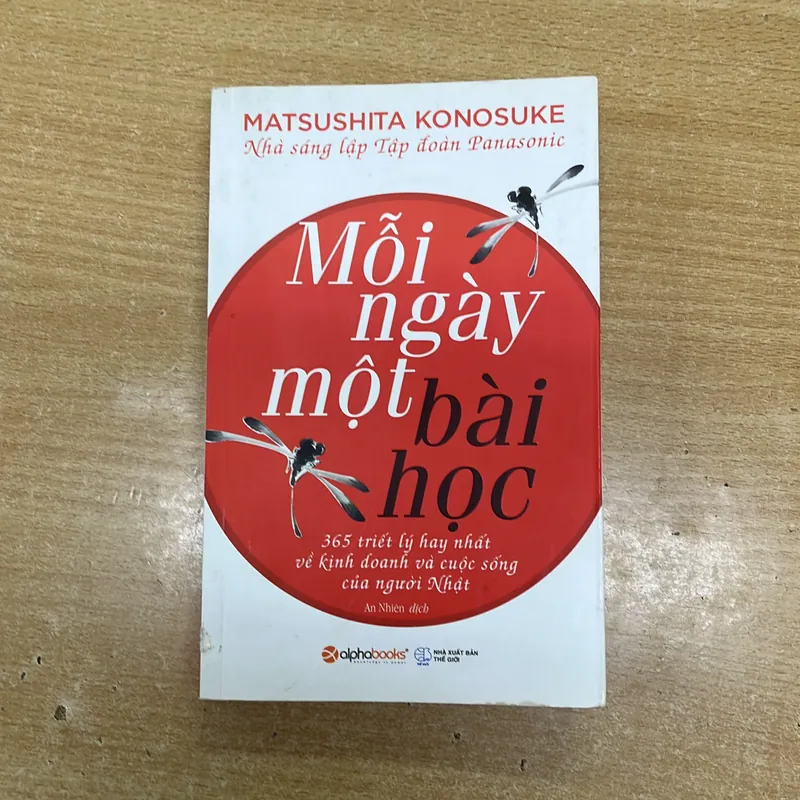 MATSUSHITA KONOSUKE
Nhà sáng lập Tập đoàn Panasonic
Mỗi
ngày
một
bài
học
365 triết lý hay nhất
về kinh doanh và cuộc sống
của người Nhật
An Nhiên dịch
alphabooks®
NHÀ XUẤT BẢN
THẾ GIỚI